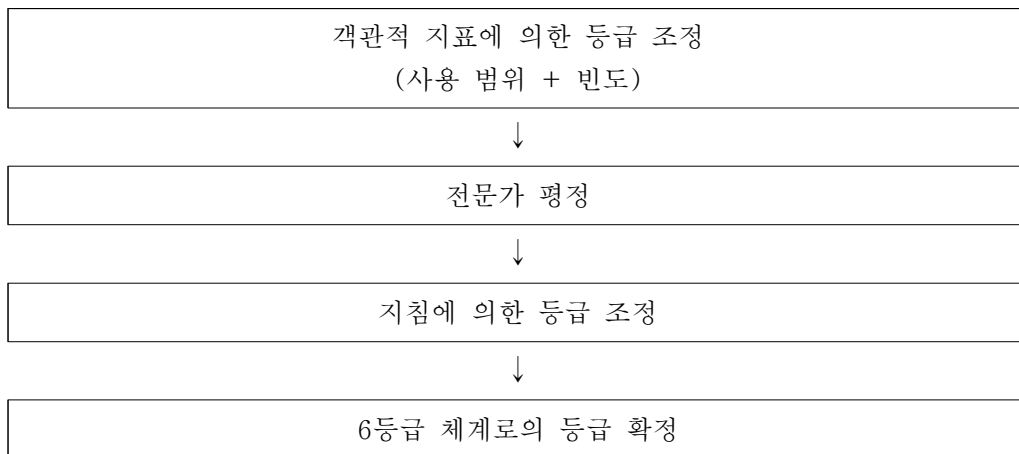 객관적 지표에 의한 등급 조정
(사용 범위 + 빈도)
↓
전문가 평정
↓
지침에 의한 등급 조정
↓
6등급 체계로의 등급 확정